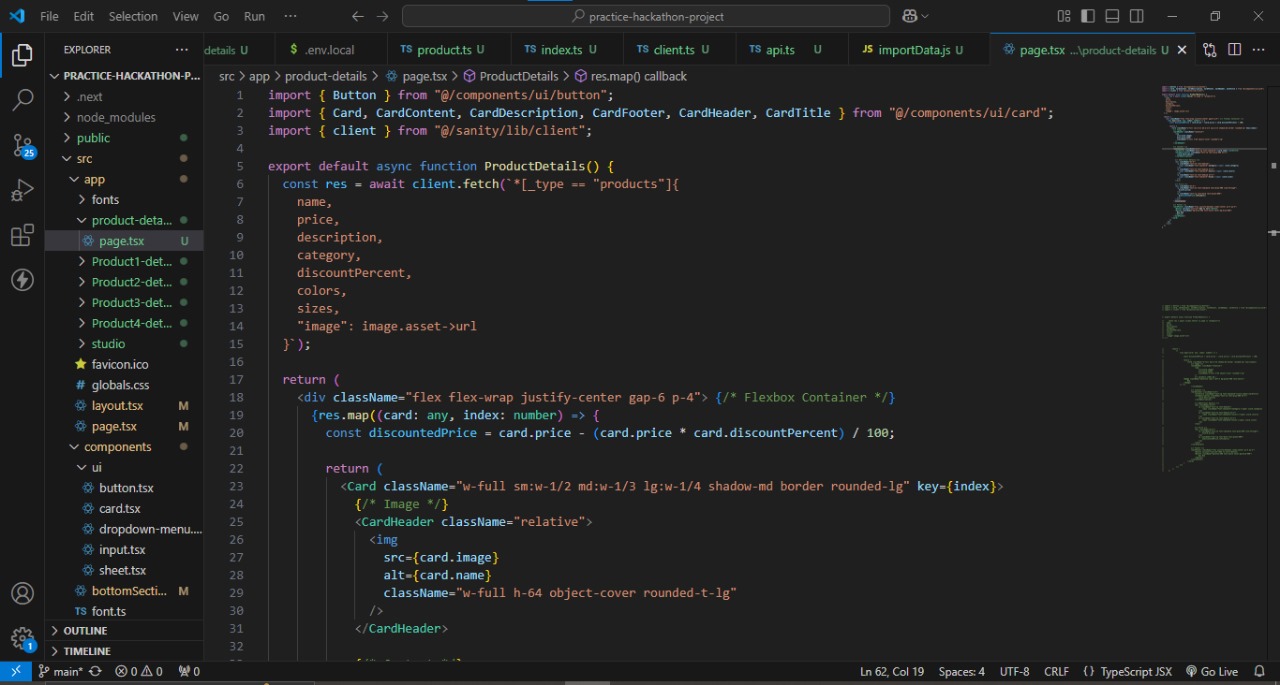 File Edit Selection View Go Run ··· practice-hackathon-project
EXPLORER ···
details U $ .env.local TS product.ts U TS index.ts U TS client.ts U TS api.ts U JS importData.js U page.tsx ...\product-details U
PRACTICE-HACKATHON-P...
.next
node_modules
public
src
app
fonts
product-deta...
page.tsx U
Product1-det...
Product2-det...
Product3-det...
Product4-det...
studio
favicon.ico
# globals.css
layout.tsx M
page.tsx M
components
ui
button.tsx
card.tsx
dropdown-menu....
input.tsx
sheet.tsx
bottomSecti... M
TS font.ts
OUTLINE
TIMELINE
25
1
src > app > product-details > page.tsx > ProductDetails > res.map() callback
1 import { Button } from "@/components/ui/button";
2 import { Card, CardContent, CardDescription, CardFooter, CardHeader, CardTitle } from "@/components/ui/card";
3 import { client } from "@/sanity/lib/client";
4
5 export default async function ProductDetails() {
6 const res = await client.fetch(`*[_type == "products"]{
7 name,
8 price,
9 description,
10 category,
11 discountPercent,
12 colors,
13 sizes,
14 "image": image.asset->url
15 }`);
16
17 return (
18 <div className="flex flex-wrap justify-center gap-6 p-4"> {/* Flexbox Container */}
19 {res.map((card: any, index: number) => {
20 const discountedPrice = card.price - (card.price * card.discountPercent) / 100;
21
22 return (
23 <Card className="w-full sm:w-1/2 md:w-1/3 lg:w-1/4 shadow-md border rounded-lg" key={index}>
24 {/* Image */}
25 <CardHeader className="relative">
26 <img
27 src={card.image}
28 alt={card.name}
29 className="w-full h-64 object-cover rounded-t-lg"
30 />
31 </CardHeader>
32
main* 0 0 0 Ln 62, Col 19 Spaces: 4 UTF-8 CRLF {} TypeScript JSX Go Live